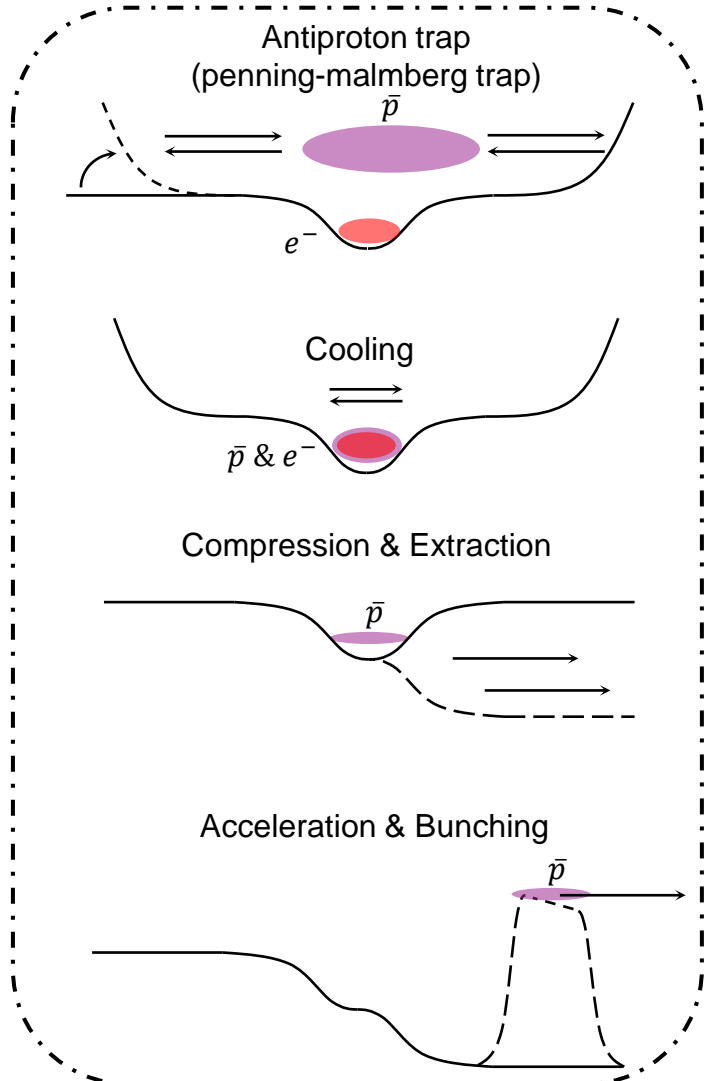 Antiproton trap
(penning-malmberg trap)
p̄
e⁻
Cooling
p̄ & e⁻
Compression & Extraction
p̄
Acceleration & Bunching
p̄